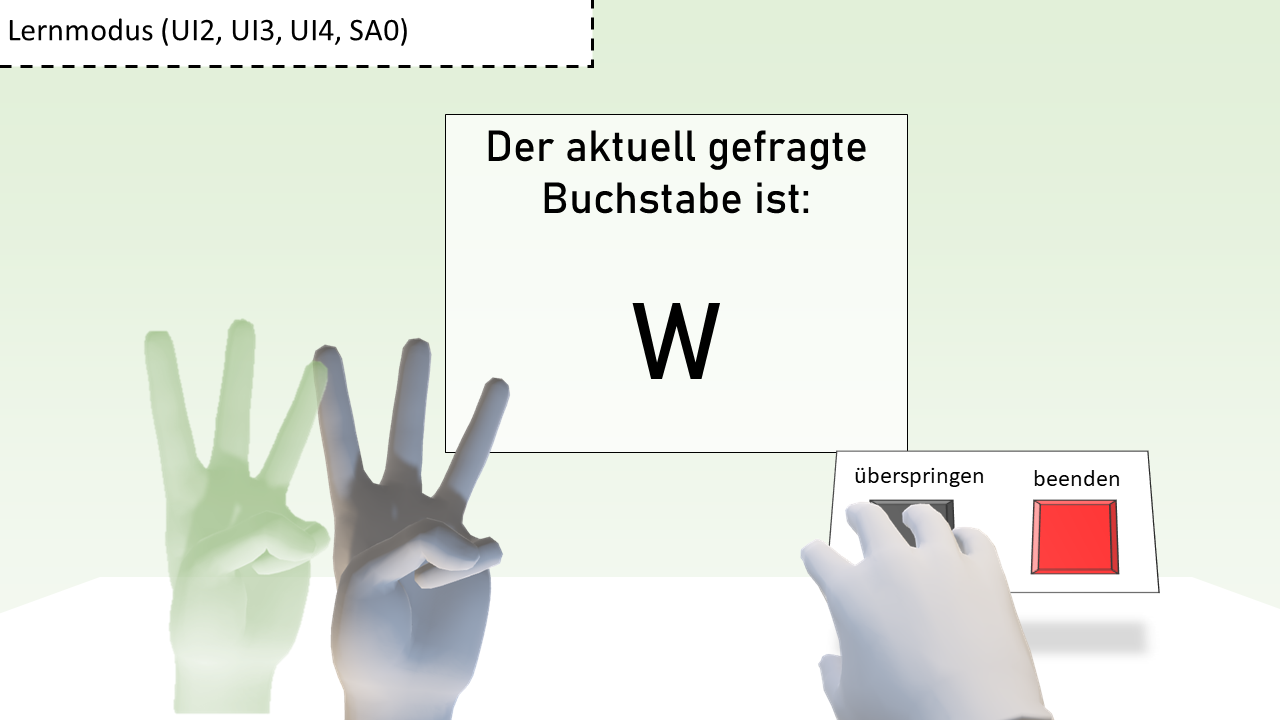 Lernmodus (UI2, UI3, UI4, SA0)
Der aktuell gefragte
Buchstabe ist:
W
überspringen
beenden